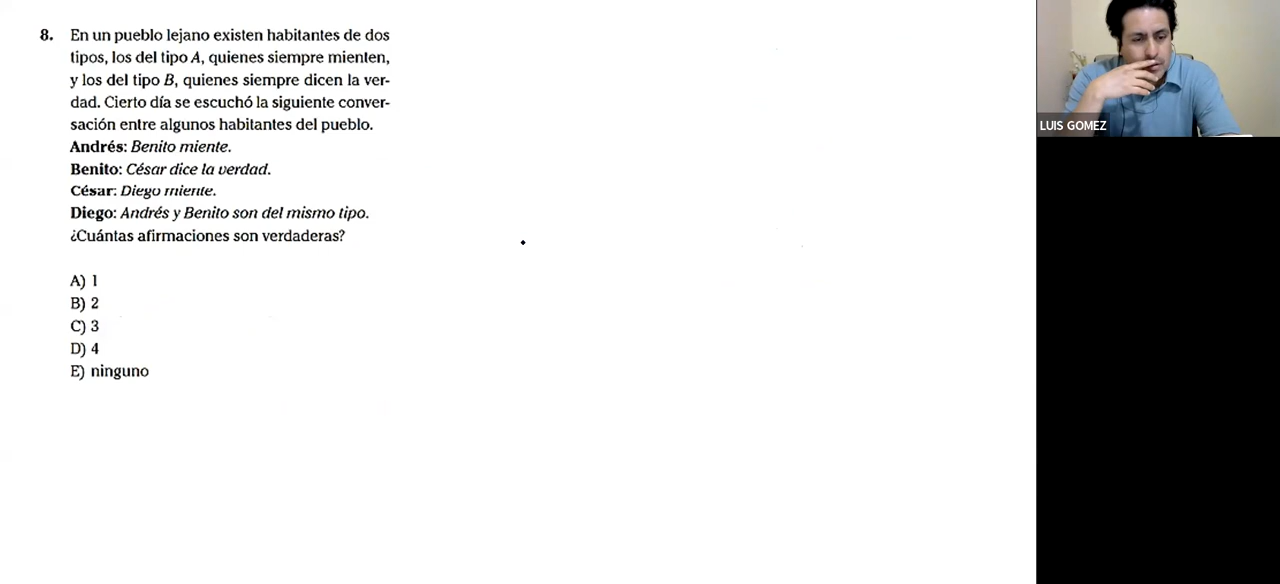 8. En un pueblo lejano existen habitantes de dos
tipos, los del tipo A, quienes siempre mienten,
y los del tipo B, quienes siempre dicen la ver-
dad. Cierto día se escuchó la siguiente conver-
sación entre algunos habitantes del pueblo.
Andrés: Benito miente.
Benito: César dice la verdad.
César: Diego miente.
Diego: Andrés y Benito son del mismo tipo.
¿Cuántas afirmaciones son verdaderas?
A) 1
B) 2
C) 3
D) 4
E) ninguno
LUIS GOMEZ